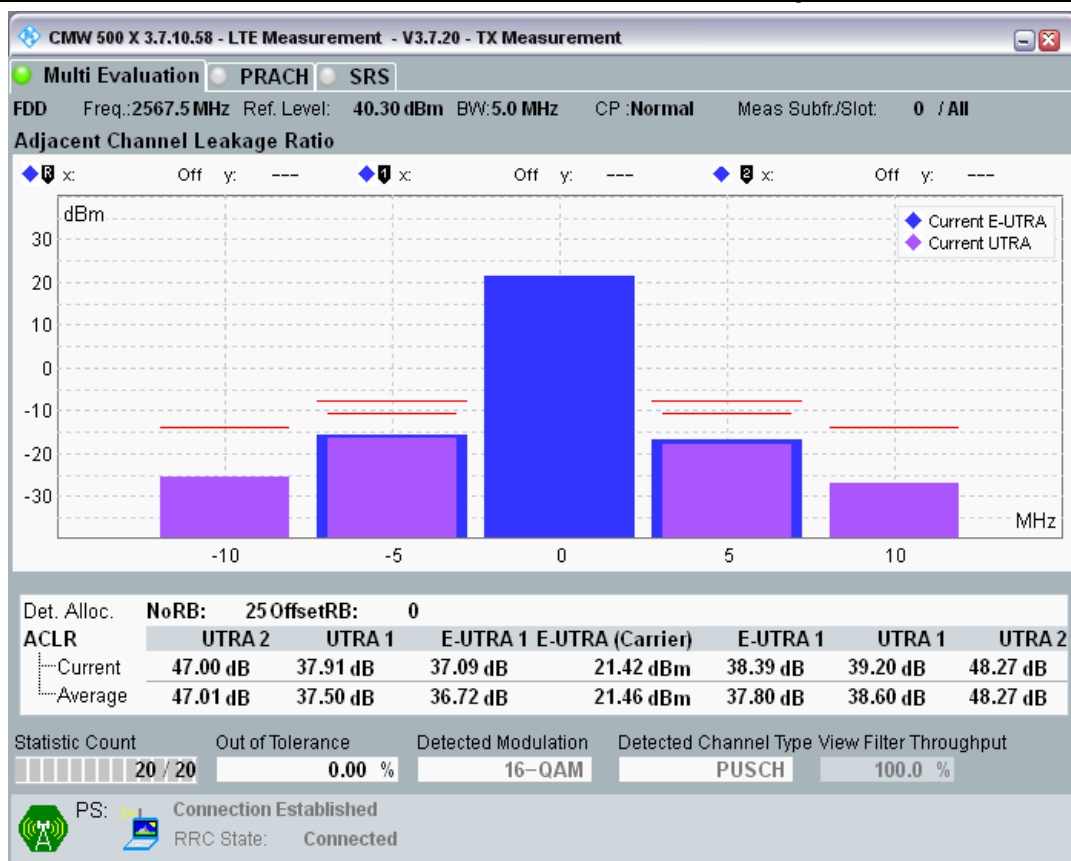 CMW 500 X 3.7.10.58 - LTE Measurement - V3.7.20 - TX Measurement
Multi Evaluation PRACH SRS
FDD Freq.:2567.5 MHz Ref. Level: 40.30 dBm BW:5.0 MHz CP :Normal Meas Subfr./Slot: 0 / All
Adjacent Channel Leakage Ratio
R x: Off y: --- 1 x: Off y: --- 2 x: Off y: ---
dBm
Current E-UTRA
Current UTRA
30
20
10
0
-10
-20
-30
MHz
-10 -5 0 5 10
Det. Alloc. NoRB: 25 OffsetRB: 0
ACLR UTRA 2 UTRA 1 E-UTRA 1 E-UTRA (Carrier) E-UTRA 1 UTRA 1 UTRA 2
Current 47.00 dB 37.91 dB 37.09 dB 21.42 dBm 38.39 dB 39.20 dB 48.27 dB
Average 47.01 dB 37.50 dB 36.72 dB 21.46 dBm 37.80 dB 38.60 dB 48.27 dB
Statistic Count Out of Tolerance Detected Modulation Detected Channel Type View Filter Throughput
20 / 20 0.00 % 16-QAM PUSCH 100.0 %
PS: Connection Established
RRC State: Connected